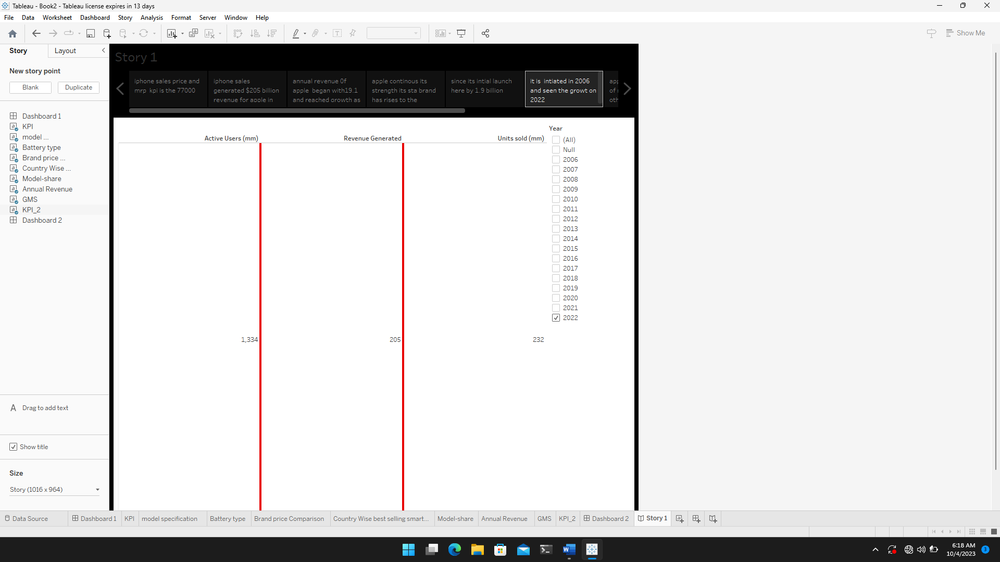 Tableau - Book2 - Tableau license expires in 13 days
File Data Worksheet Dashboard Story Analysis Format Server Window Help
Show Me
Story Layout
New story point
Blank Duplicate
Dashboard 1
KPI
model ...
Battery type
Brand price ...
Country Wise ...
Model-share
Annual Revenue
GMS
KPI_2
Dashboard 2
A Drag to add text
Show title
Size
Story (1016 x 964)
Story 1
iphone sales price and
mrp kpi is the 77000
iphone sales
generated $205 billion
revenue for apple in
annual revenue 0f
apple began with19.1
and reached growth as
apple continous its
strength its sta brand
has rises to the
since its intial launch
here by 1.9 billion
it is intiated in 2006
and seen the growt on
2022
app
of
oth
Active Users (mm) Revenue Generated Units sold (mm)
1,334 205 232
Year
(All)
Null
2006
2007
2008
2009
2010
2011
2012
2013
2014
2015
2016
2017
2018
2019
2020
2021
2022
Data Source Dashboard 1 KPI model specification Battery type Brand price Comparison Country Wise best selling smart... Model-share Annual Revenue GMS KPI_2 Dashboard 2 Story 1
6:18 AM
10/4/2023
3